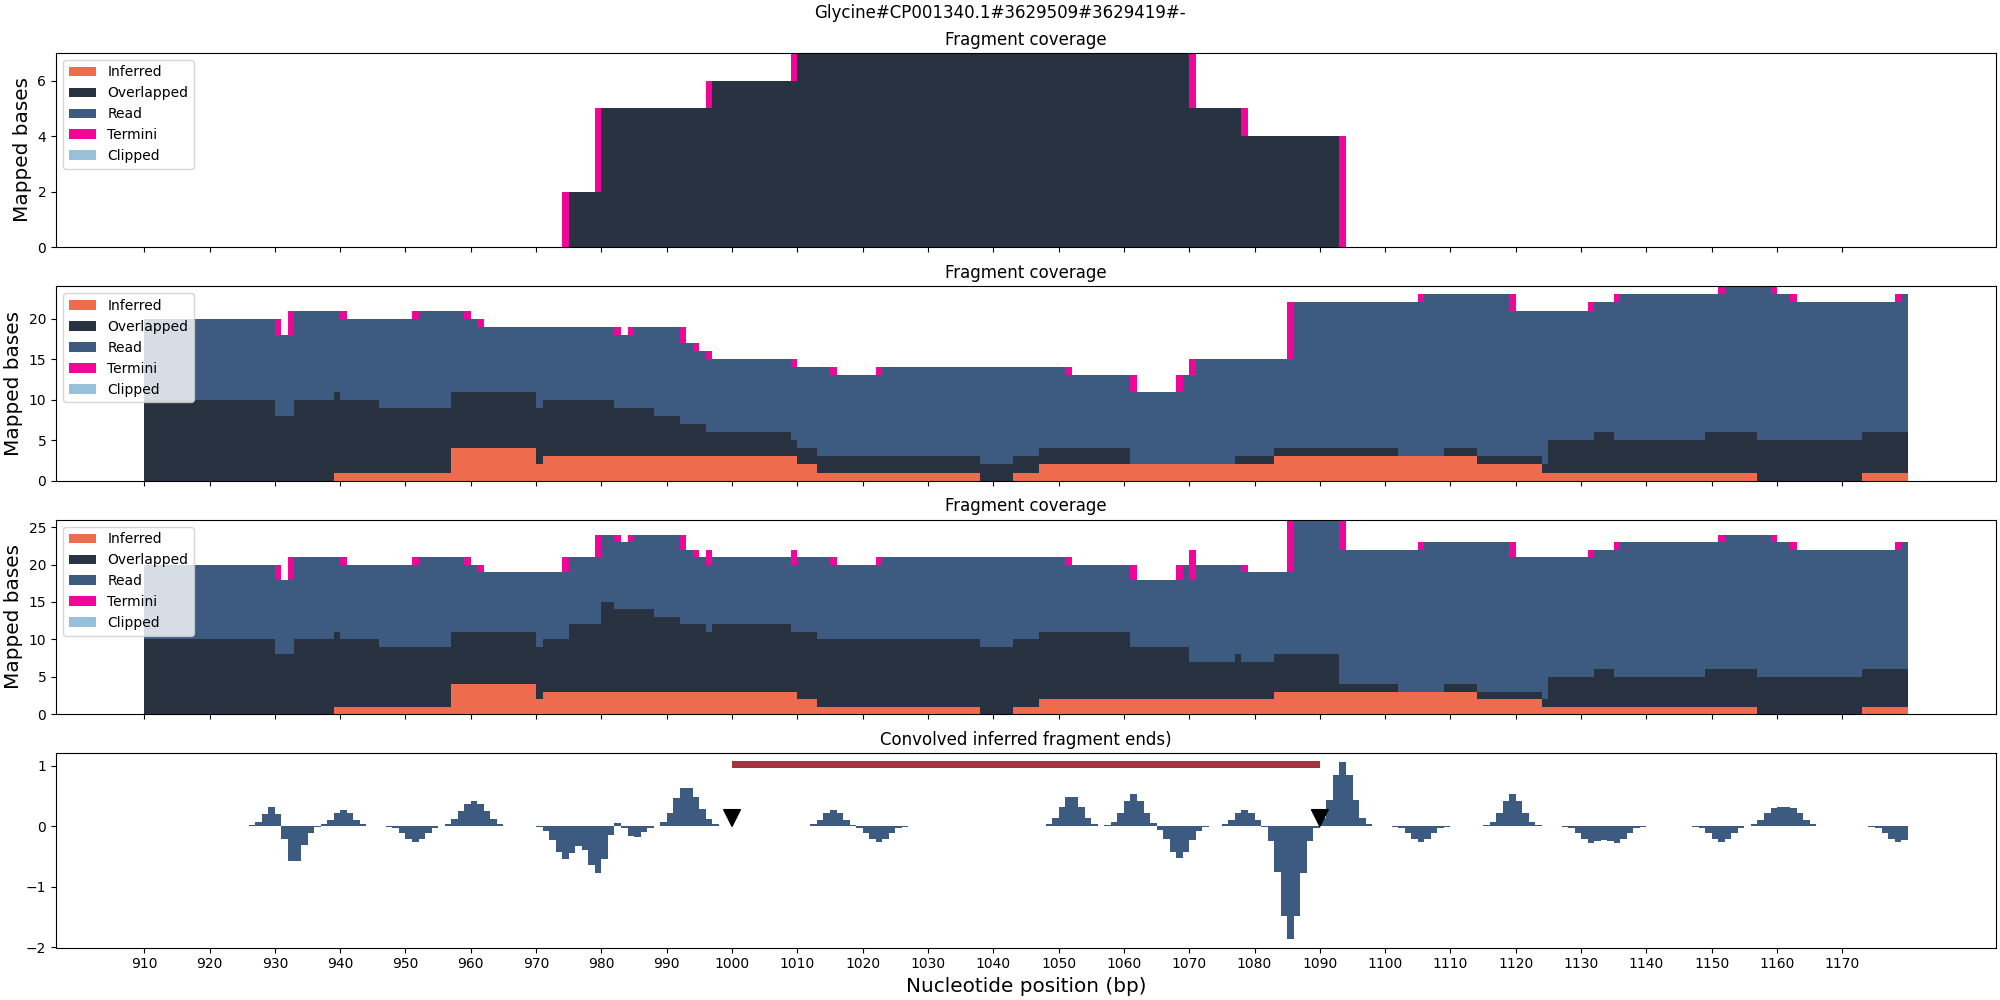 Glycine#CP001340.1#3629509#3629419#-
Fragment coverage
Mapped bases
6
4
2
0
Inferred
Overlapped
Read
Termini
Clipped
Fragment coverage
Mapped bases
20
15
10
5
0
Inferred
Overlapped
Read
Termini
Clipped
Fragment coverage
Mapped bases
25
20
15
10
5
0
Inferred
Overlapped
Read
Termini
Clipped
Convolved inferred fragment ends)
1
0
−1
−2
910 920 930 940 950 960 970 980 990 1000 1010 1020 1030 1040 1050 1060 1070 1080 1090 1100 1110 1120 1130 1140 1150 1160 1170
Nucleotide position (bp)